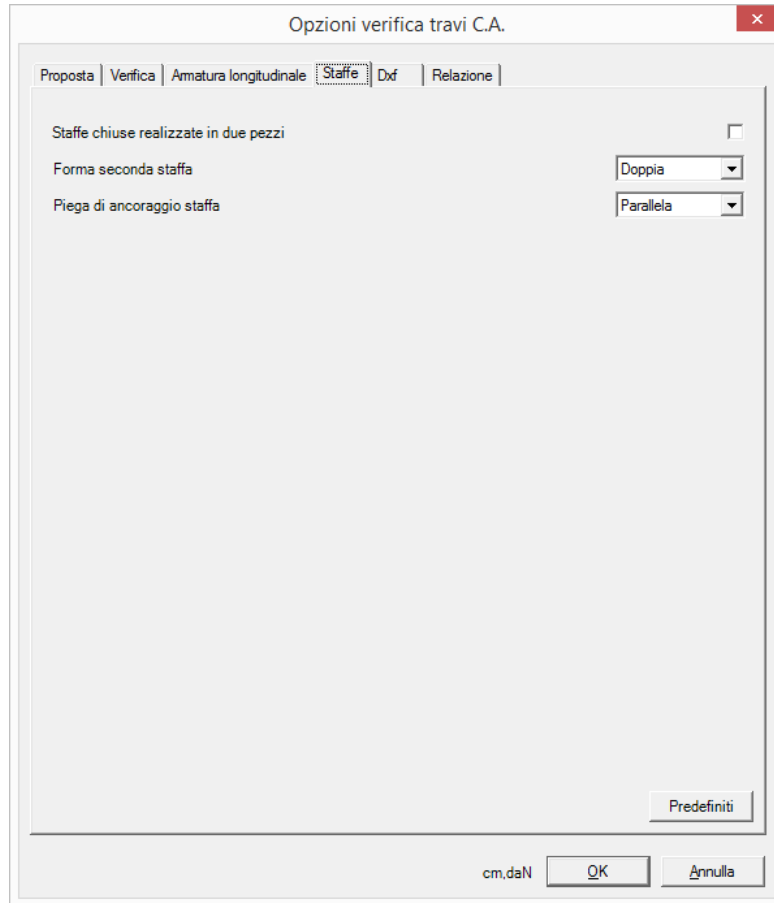 Opzioni verifica travi C.A.
Proposta Verifica Armatura longitudinale Staffe Dxf Relazione
Staffe chiuse realizzate in due pezzi
Forma seconda staffa Doppia
Piega di ancoraggio staffa Parallela
Predefiniti
cm,daN OK Annulla